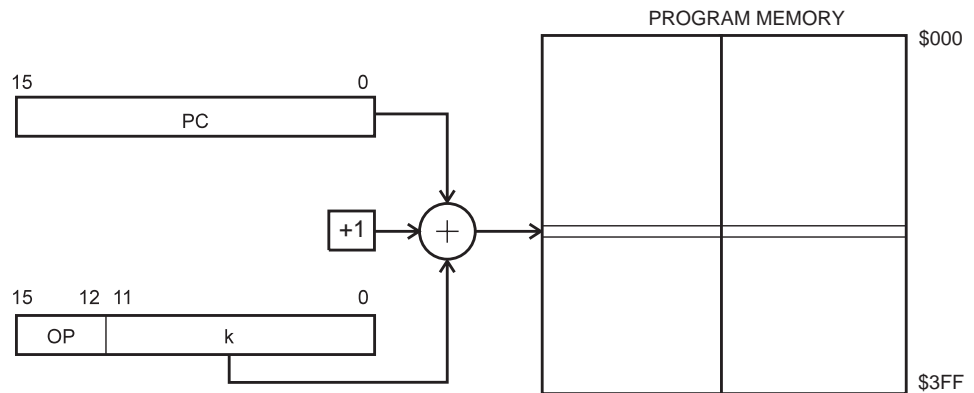 PROGRAM MEMORY
$000
15 0
PC
+1
+
15 12 11 0
OP k
$3FF